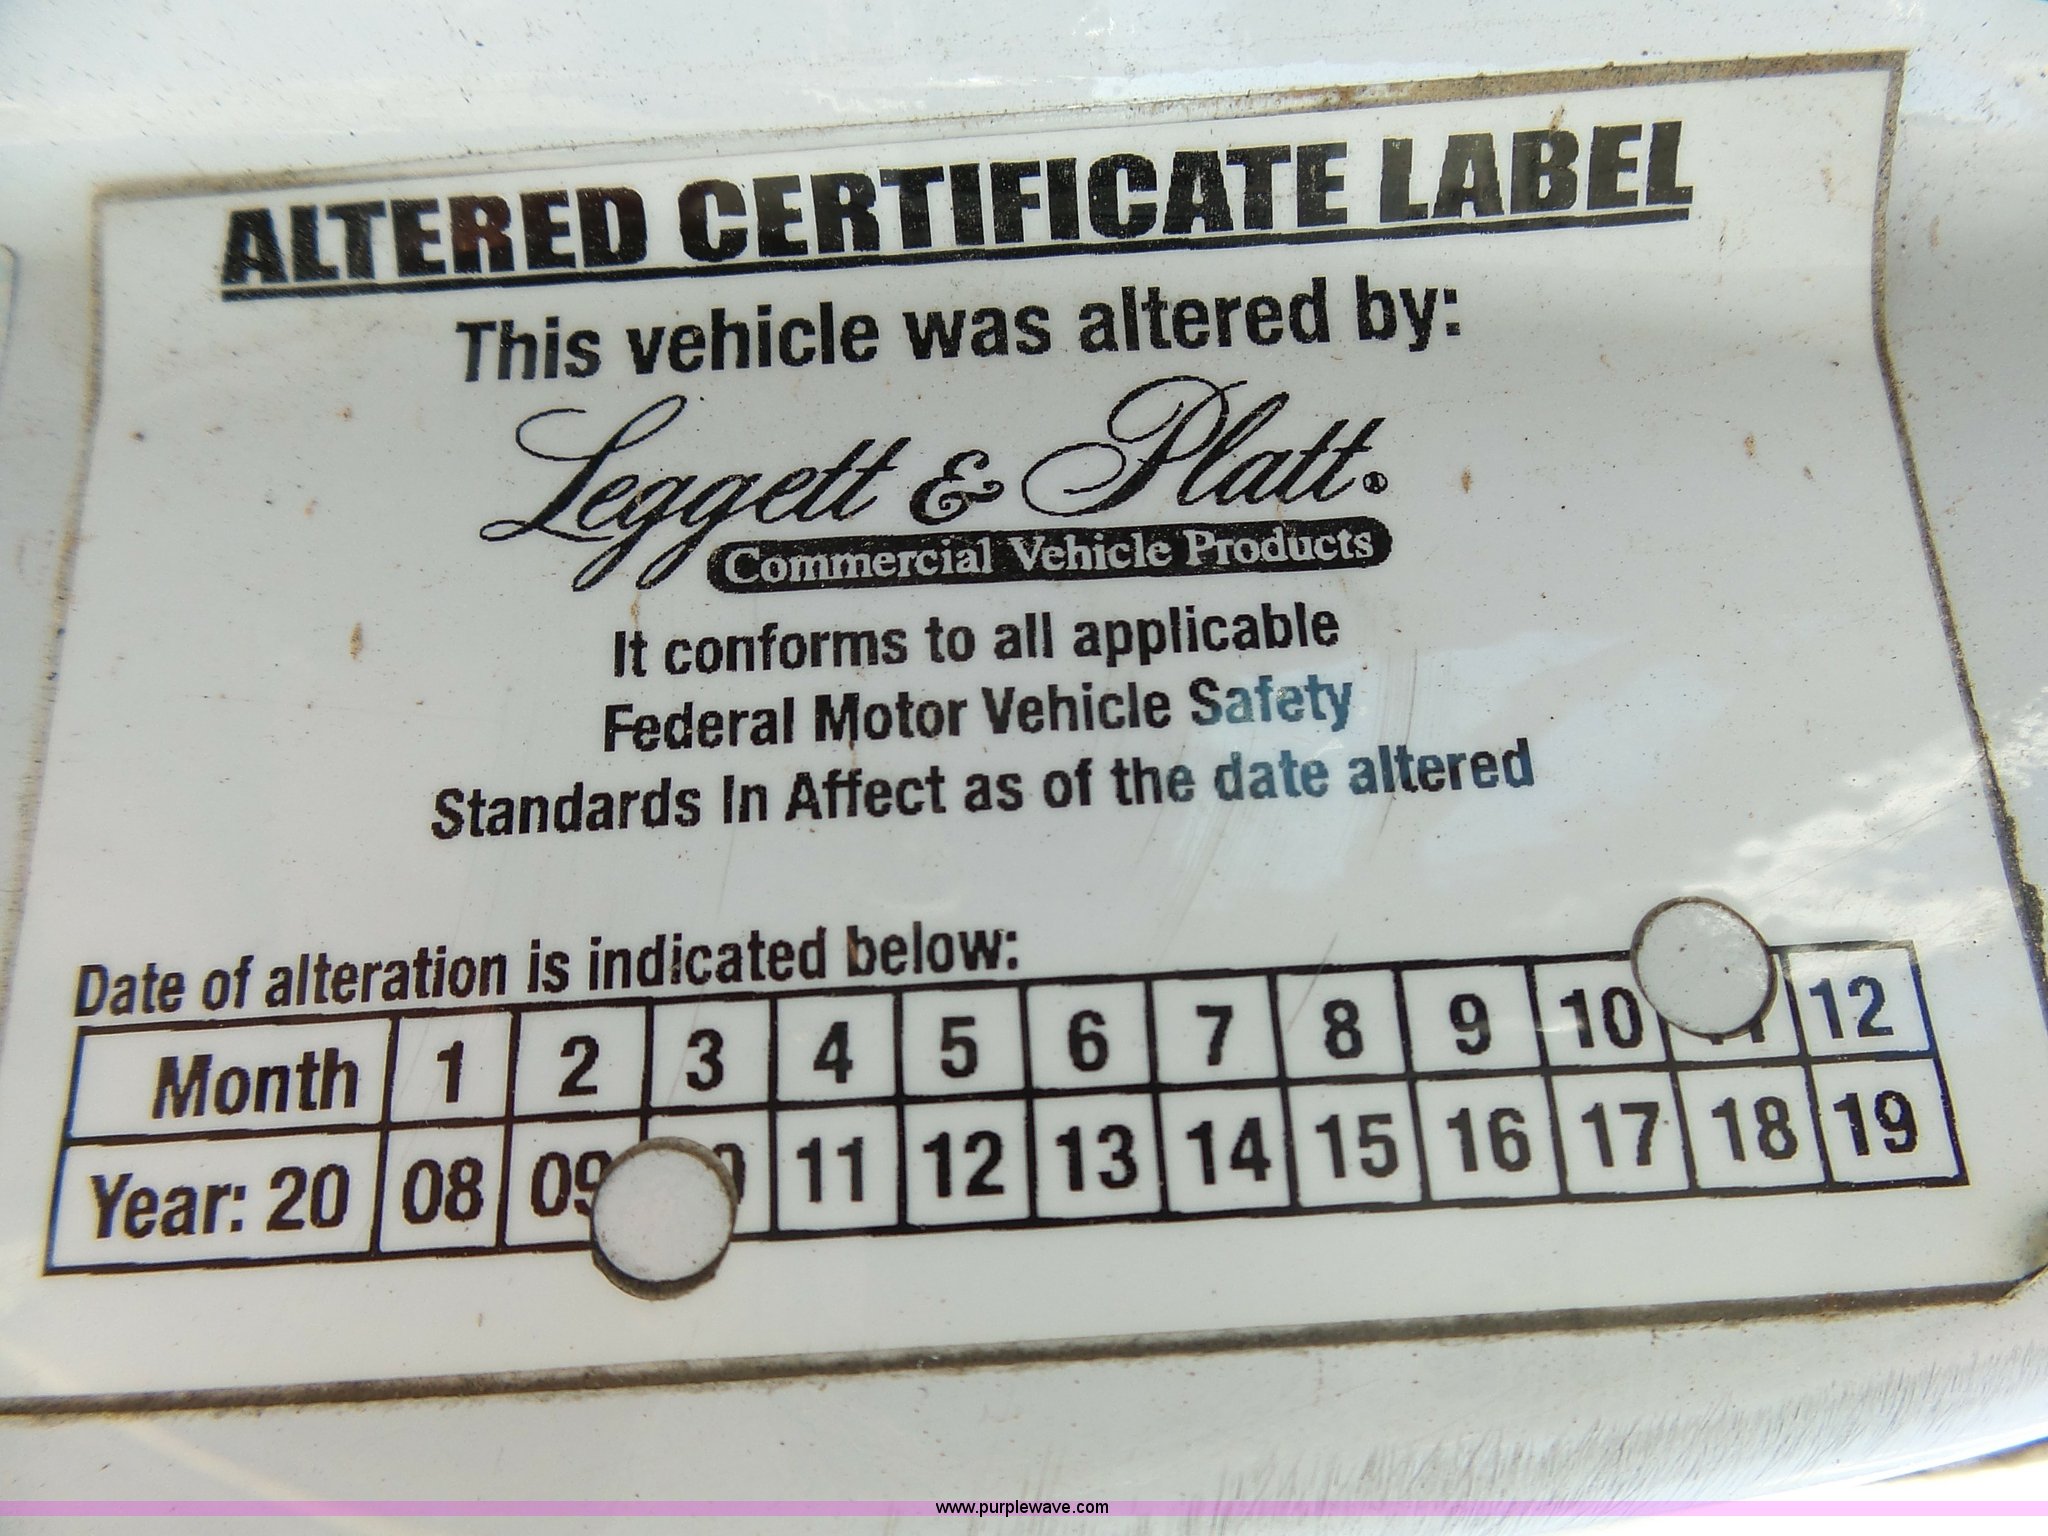 ALTERED CERTIFICATE LABEL
This vehicle was altered by:
Leggett & Platt®
Commercial Vehicle Products
It conforms to all applicable
Federal Motor Vehicle Safety
Standards In Affect as of the date altered
Date of alteration is indicated below:
Month 1 2 3 4 5 6 7 8 9 10 11 12
Year: 20 08 09 11 12 13 14 15 16 17 18 19
www.purplewave.com